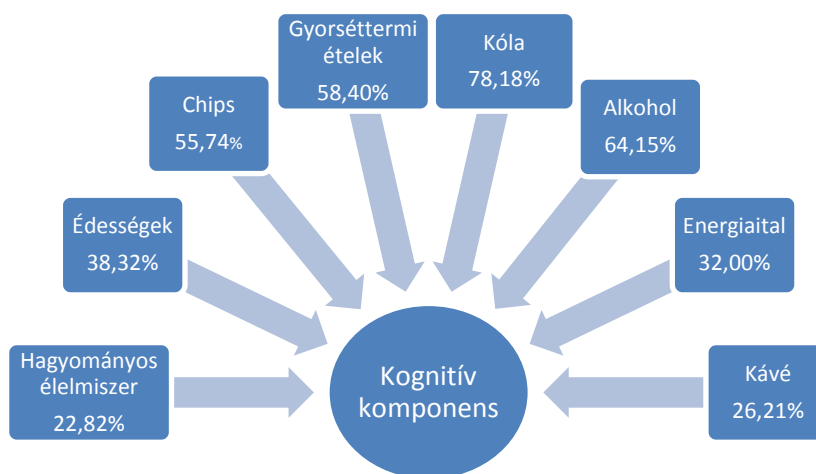 Gyorséttermi
ételek
58,40%
Kóla
78,18%
Chips
55,74%
Alkohol
64,15%
Édességek
38,32%
Energiaital
32,00%
Hagyományos
élelmiszer
22,82%
Kognitív
komponens
Kávé
26,21%